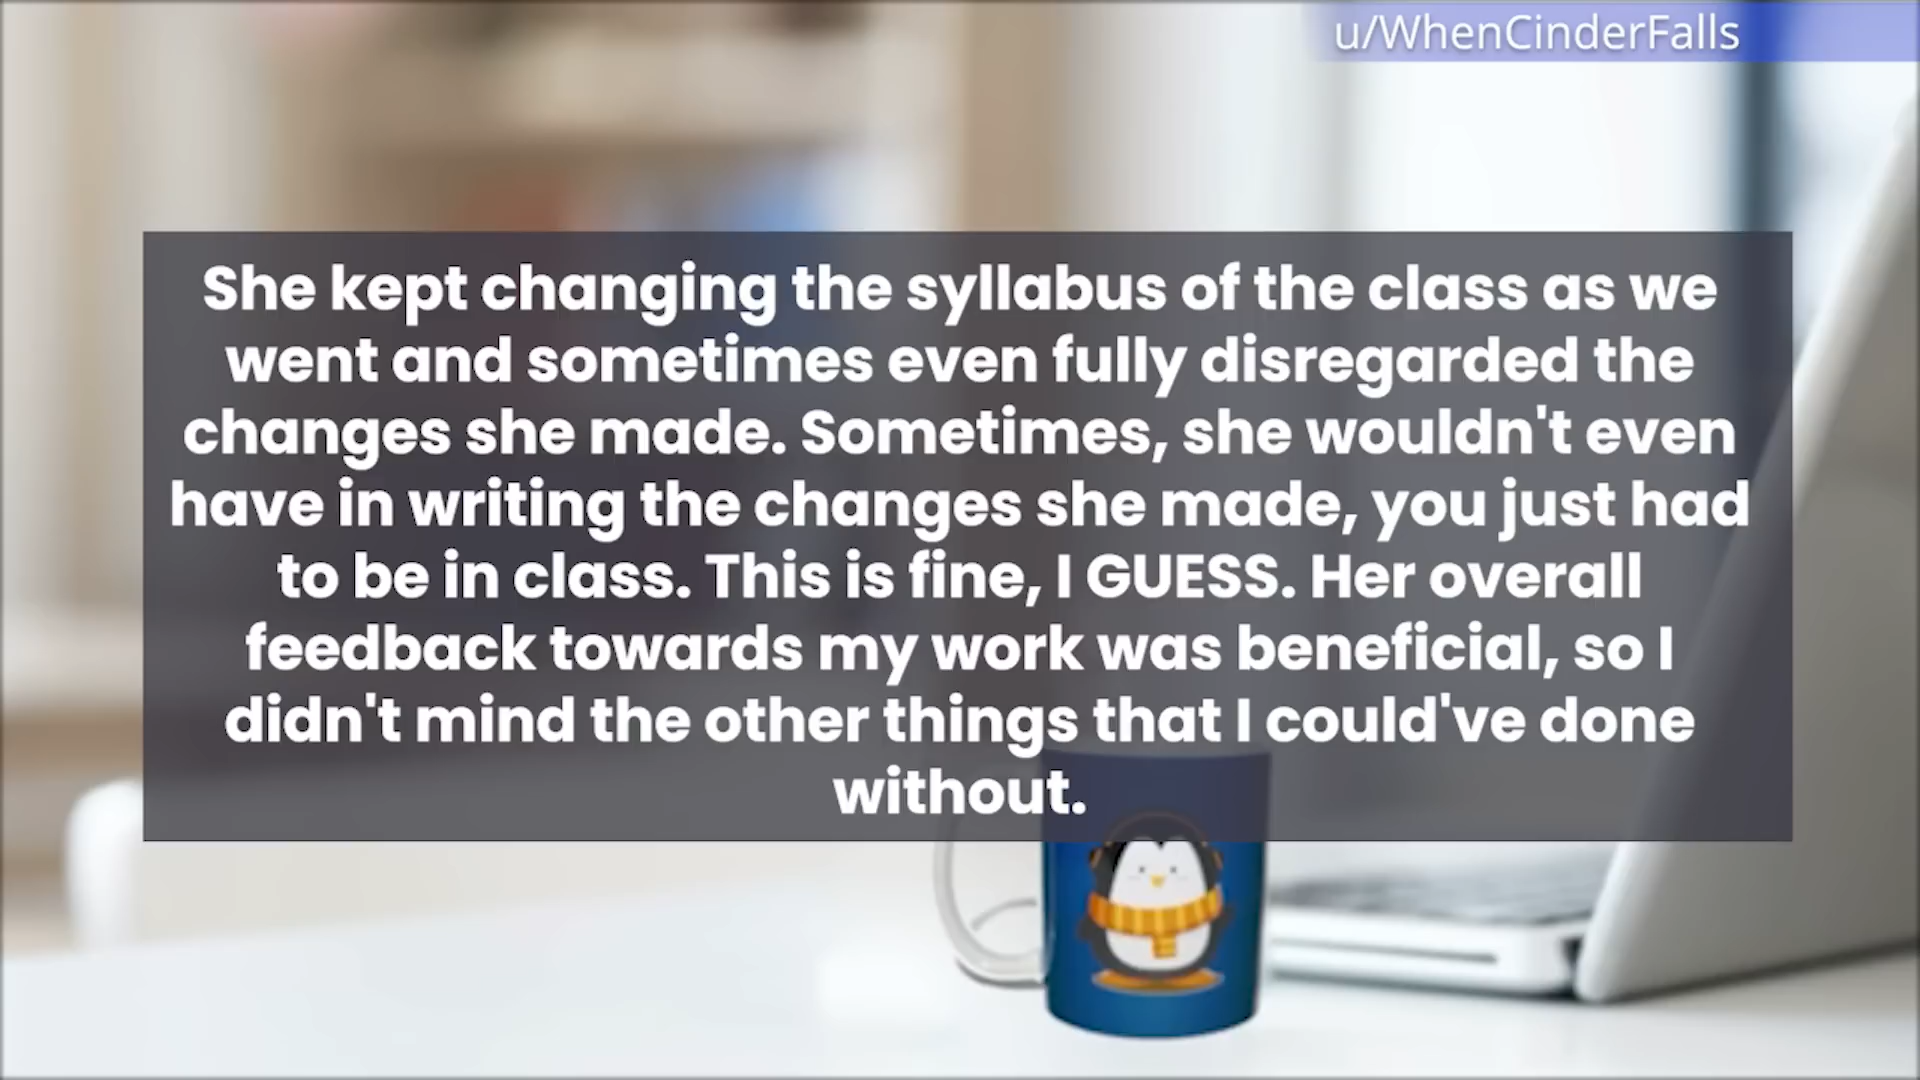 u/WhenCinderFalls
She kept changing the syllabus of the class as we
went and sometimes even fully disregarded the
changes she made. Sometimes, she wouldn't even
have in writing the changes she made, you just had
to be in class. This is fine, I GUESS. Her overall
feedback towards my work was beneficial, so I
didn't mind the other things that I could've done
without.